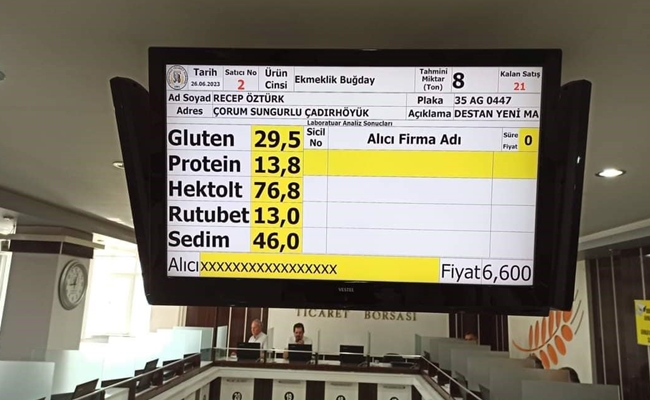 Tarih Satıcı No Ürün Cinsi Ekmeklik Buğday Tahmini Miktar (Ton) 8 Kalan Satış
26.06.2023 2 21
Ad Soyad RECEP ÖZTÜRK Plaka 35 AG 0447
Adres ÇORUM SUNGURLU ÇADIRHÖYÜK Açıklama DESTAN YENİ MA
Laboratuar Analiz Sonuçları
Gluten 29,5 Sicil No Alıcı Firma Adı Süre Fiyat 0
Protein 13,8
Hektolt 76,8
Rutubet 13,0
Sedim 46,0
Alıcı xxxxxxxxxxxxxxxxx Fiyat 6,600
VESTEL
TİCARET BORSASI